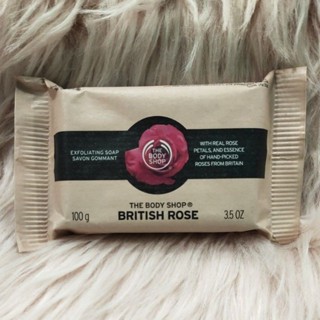 EXFOLIATING SOAP
SAVON GOMMANT
THE
BODY
SHOP
WITH REAL ROSE
PETALS, AND ESSENCE
OF HAND-PICKED
ROSES FROM BRITAIN
THE BODY SHOP®
100 g
BRITISH ROSE
3.5 OZ